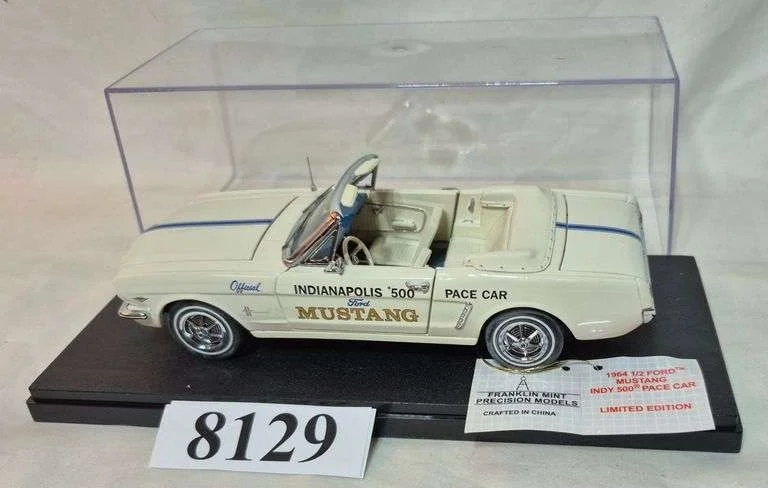 Official
INDIANAPOLIS '500 PACE CAR
Ford
MUSTANG
8129
FRANKLIN MINT
PRECISION MODELS
CRAFTED IN CHINA
1964 1/2 FORD™
MUSTANG
INDY 500® PACE CAR
LIMITED EDITION